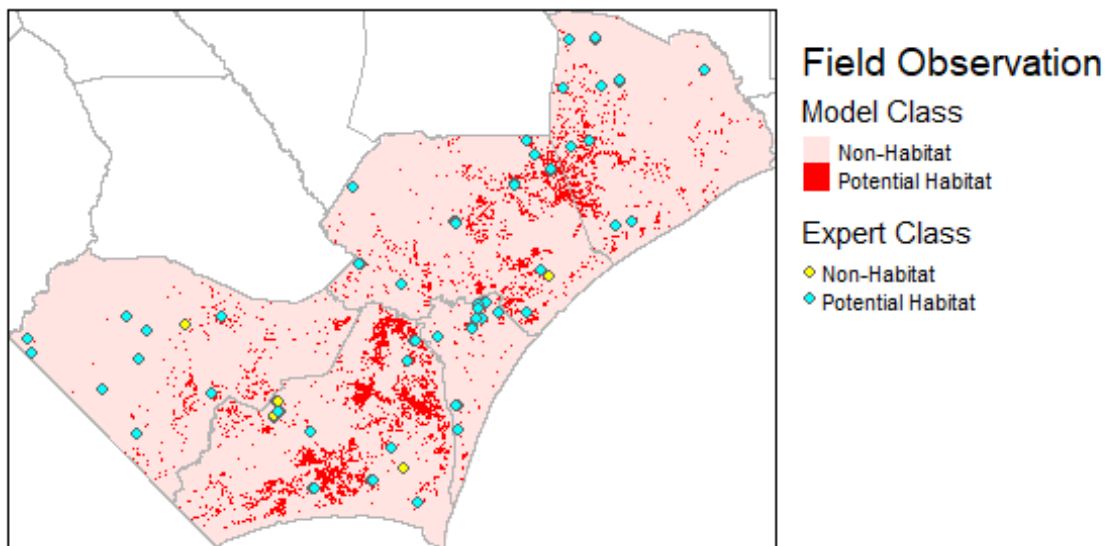 Field Observation
Model Class
Non-Habitat
Potential Habitat
Expert Class
Non-Habitat
Potential Habitat